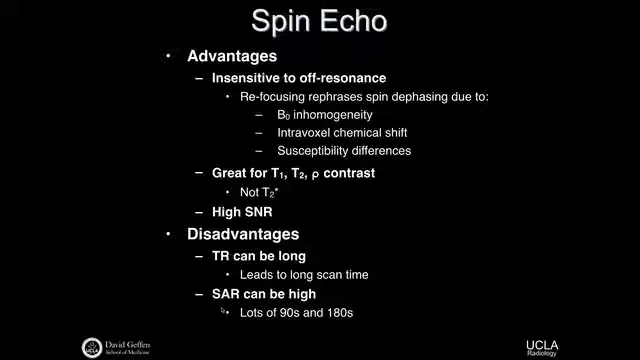 Spin Echo
• Advantages
– Insensitive to off-resonance
• Re-focusing rephrases spin dephasing due to:
– B₀ inhomogeneity
– Intravoxel chemical shift
– Susceptibility differences
– Great for T₁, T₂, ρ contrast
• Not T₂*
– High SNR
• Disadvantages
– TR can be long
• Leads to long scan time
– SAR can be high
• Lots of 90s and 180s
UCLA
David Geffen
School of Medicine
UCLA
Radiology